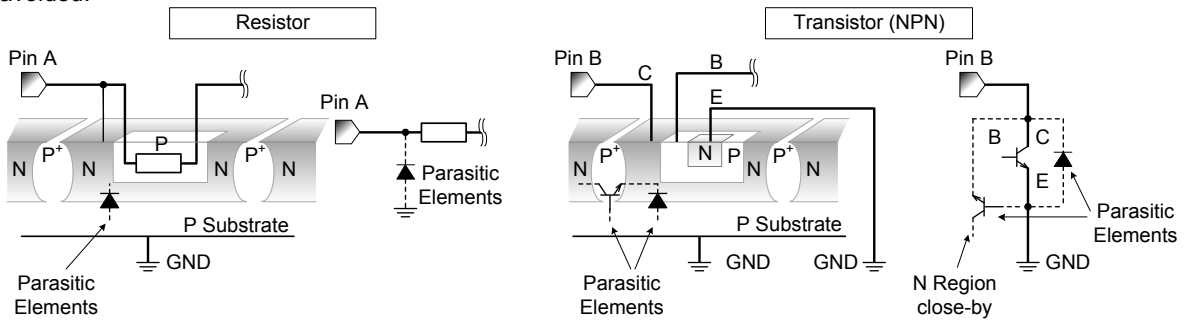 Resistor
Transistor (NPN)
Pin A
Pin B
C
B
E
Pin B
Pin A
B
C
E
N
P+
N
P
P+
N
N
P+
N
P
P+
N
Parasitic
Elements
P Substrate
GND
Parasitic
Elements
P Substrate
GND
GND
Parasitic
Elements
Parasitic
Elements
N Region
close-by
GND